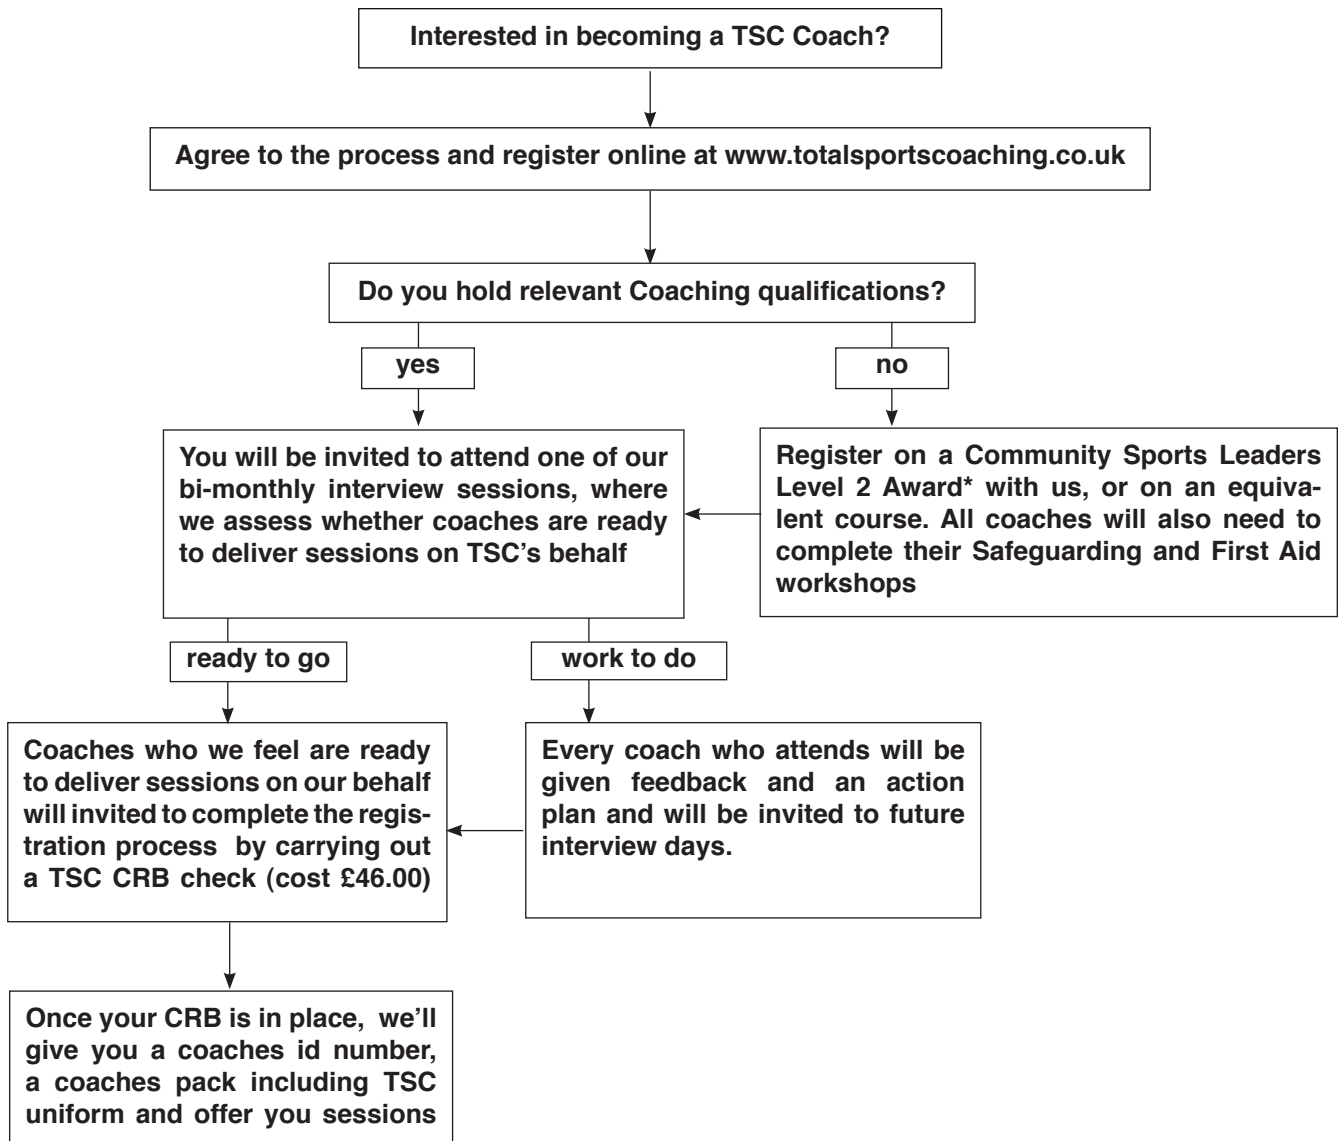 Interested in becoming a TSC Coach?
Agree to the process and register online at www.totalsportscoaching.co.uk
Do you hold relevant Coaching qualifications?
yes
no
You will be invited to attend one of our
bi-monthly interview sessions, where
we assess whether coaches are ready
to deliver sessions on TSC's behalf
Register on a Community Sports Leaders
Level 2 Award* with us, or on an equiva-
lent course. All coaches will also need to
complete their Safeguarding and First Aid
workshops
ready to go
work to do
Coaches who we feel are ready
to deliver sessions on our behalf
will invited to complete the regis-
tration process by carrying out
a TSC CRB check (cost £46.00)
Every coach who attends will be
given feedback and an action
plan and will be invited to future
interview days.
Once your CRB is in place, we'll
give you a coaches id number,
a coaches pack including TSC
uniform and offer you sessions